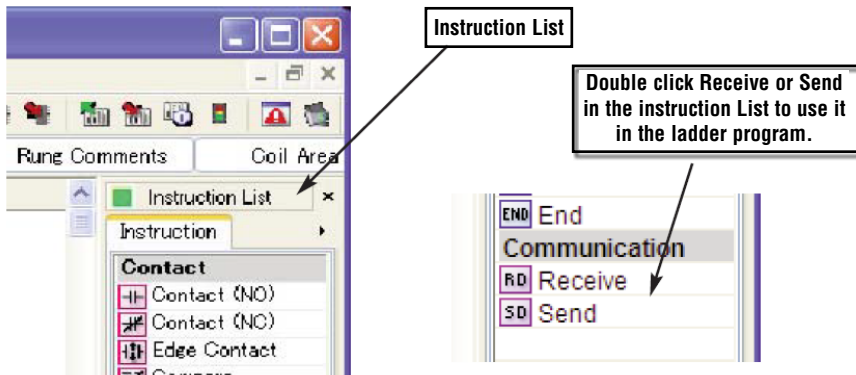 Instruction List
Double click Receive or Send
in the instruction List to use it
in the ladder program.
Rung Comments
Coil Area
Instruction List
Instruction
Contact
Contact (NO)
Contact (NC)
Edge Contact
Compare
END End
Communication
RD Receive
SD Send